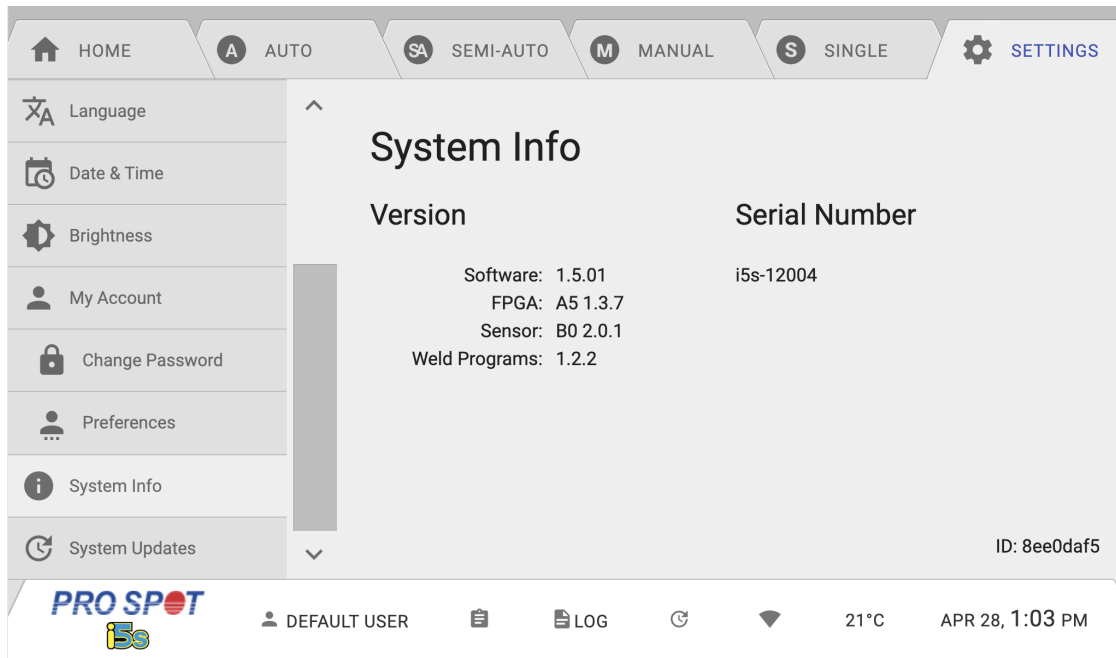 HOME
A AUTO
SA SEMI-AUTO
M MANUAL
S SINGLE
SETTINGS
Language
Date & Time
Brightness
My Account
Change Password
Preferences
System Info
System Updates
System Info
Version
Software: 1.5.01
FPGA: A5 1.3.7
Sensor: B0 2.0.1
Weld Programs: 1.2.2
Serial Number
i5s-12004
ID: 8ee0daf5
PRO SPOT
i5s
DEFAULT USER
LOG
21°C
APR 28, 1:03 PM